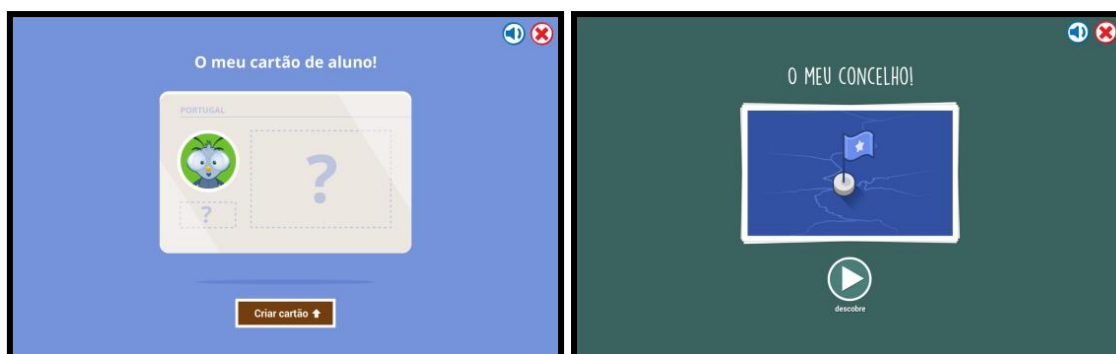 O meu cartão de aluno!
PORTUGAL
?
?
Criar cartão
O MEU CONCELHO!
descobre